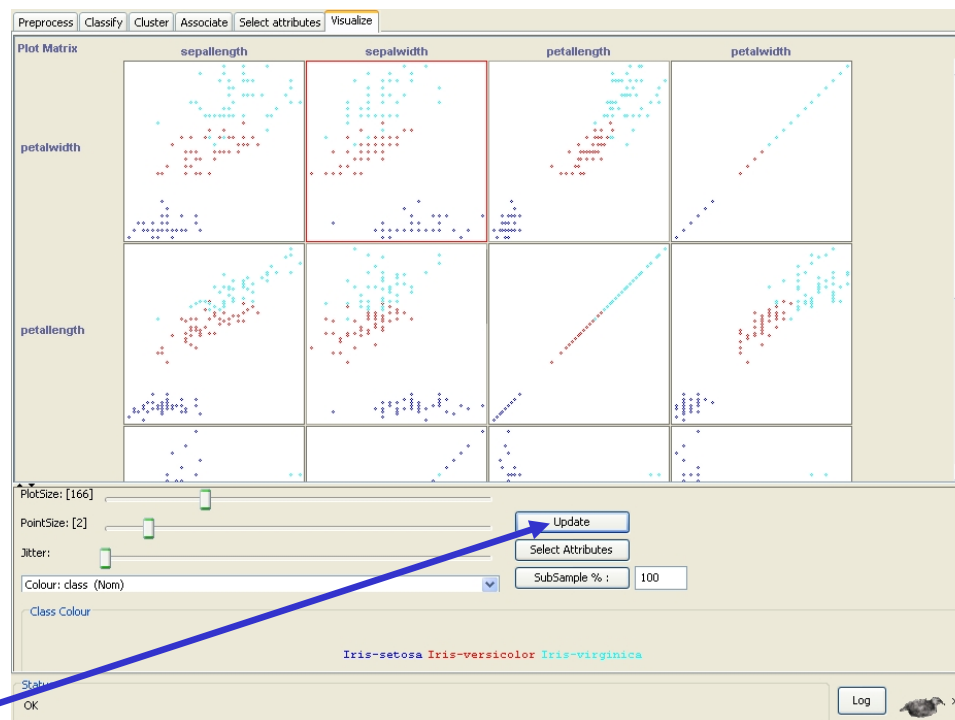 Preprocess Classify Cluster Associate Select attributes Visualize
Plot Matrix
sepallength sepalwidth petallength petalwidth
petalwidth
petallength
PlotSize: [166]
PointSize: [2]
Update
Jitter:
Select Attributes
Colour: class (Nom)
SubSample % : 100
Class Colour
Iris-setosa Iris-versicolor Iris-virginica
Status
OK
Log
x